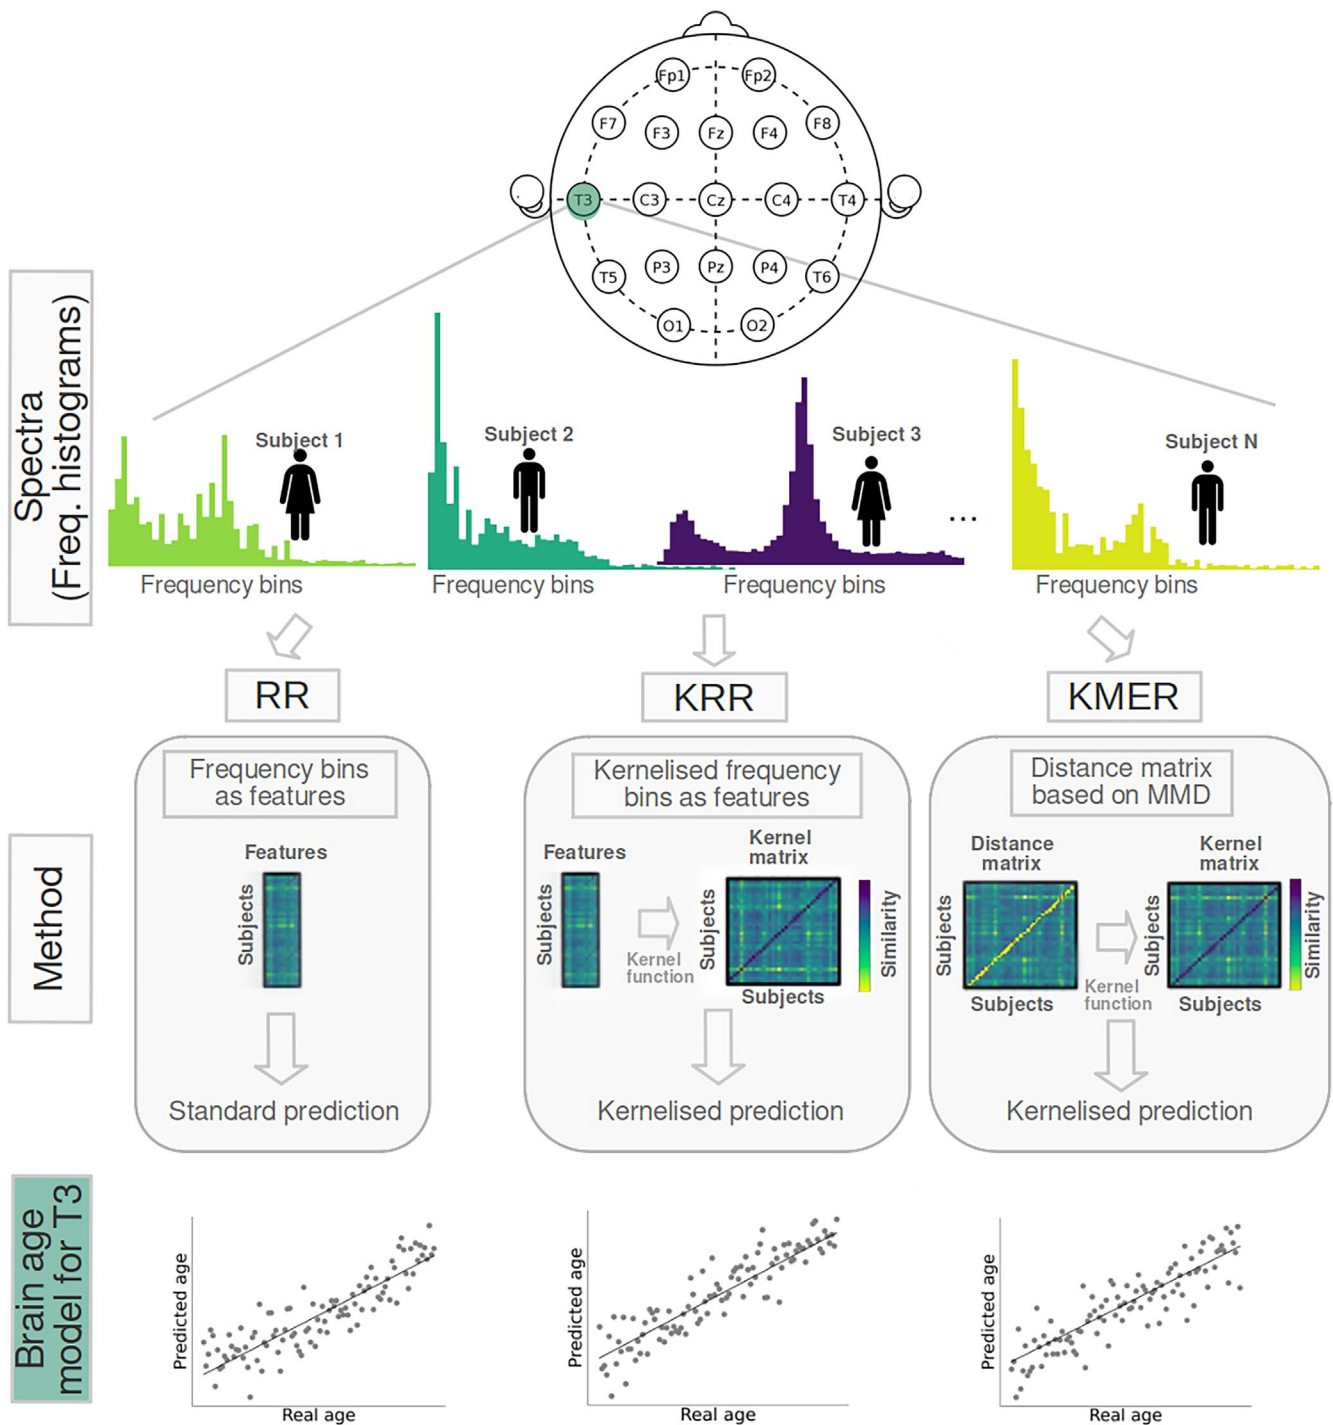 Fp1 Fp2
F7 F3 Fz F4 F8
T3 C3 Cz C4 T4
T5 P3 Pz P4 T6
O1 O2
Spectra
(Freq. histograms)
Subject 1
Subject 2
Subject 3
...
Subject N
Frequency bins
Frequency bins
Frequency bins
Frequency bins
RR
KRR
KMER
Method
Frequency bins
as features
Features
Subjects
Standard prediction
Kernelised frequency
bins as features
Features
Subjects
Kernel
function
Kernel
matrix
Subjects
Subjects
Similarity
Kernelised prediction
Distance matrix
based on MMD
Distance
matrix
Subjects
Subjects
Kernel
function
Kernel
matrix
Subjects
Subjects
Similarity
Kernelised prediction
Brain age
model for T3
Predicted age
Real age
Predicted age
Real age
Predicted age
Real age